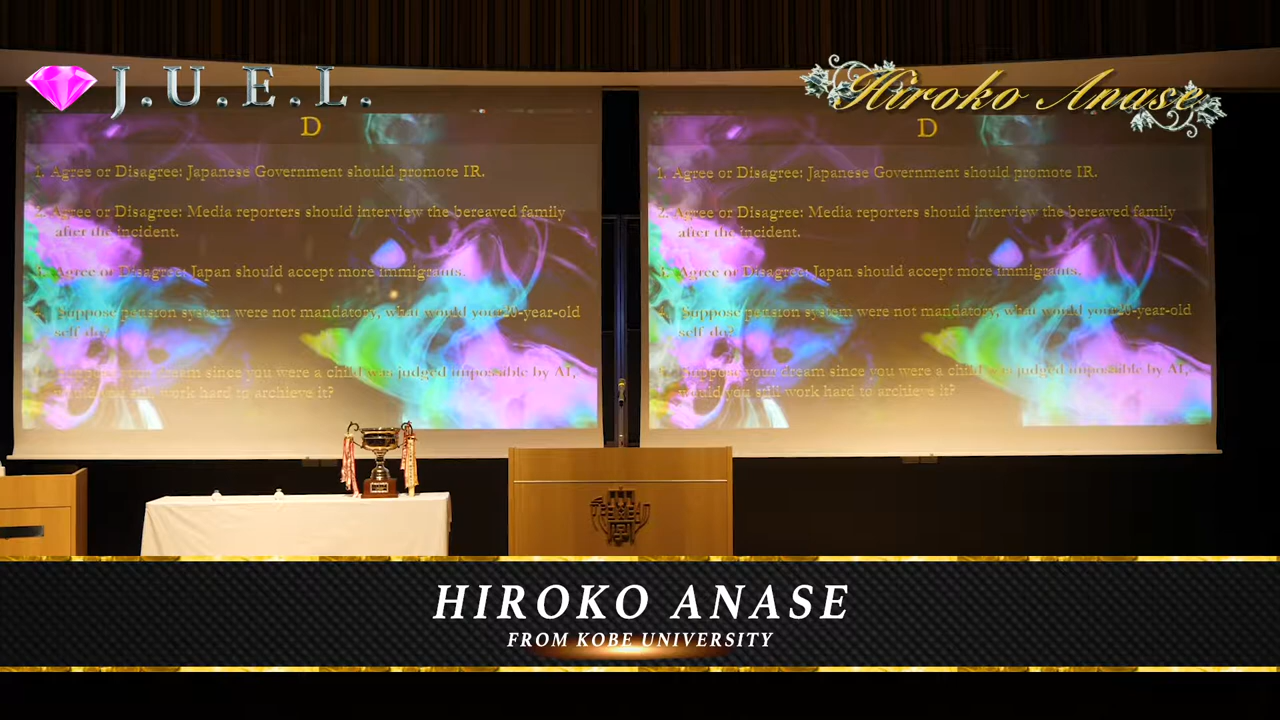 J.U.E.L.
Hiroko Anase
D
1. Agree or Disagree: Japanese Government should promote IR.
2. Agree or Disagree: Media reporters should interview the bereaved family
after the incident.
3. Agree or Disagree: Japan should accept more immigrants.
4. Suppose pension system were not mandatory, what would your 20-year-old
self do?
5. Suppose your dream since you were a child was judged impossible by AI,
would you still work hard to archieve it?
D
1. Agree or Disagree: Japanese Government should promote IR.
2. Agree or Disagree: Media reporters should interview the bereaved family
after the incident.
3. Agree or Disagree: Japan should accept more immigrants.
4. Suppose pension system were not mandatory, what would your 20-year-old
self do?
5. Suppose your dream since you were a child was judged impossible by AI,
would you still work hard to archieve it?
HIROKO ANASE
FROM KOBE UNIVERSITY